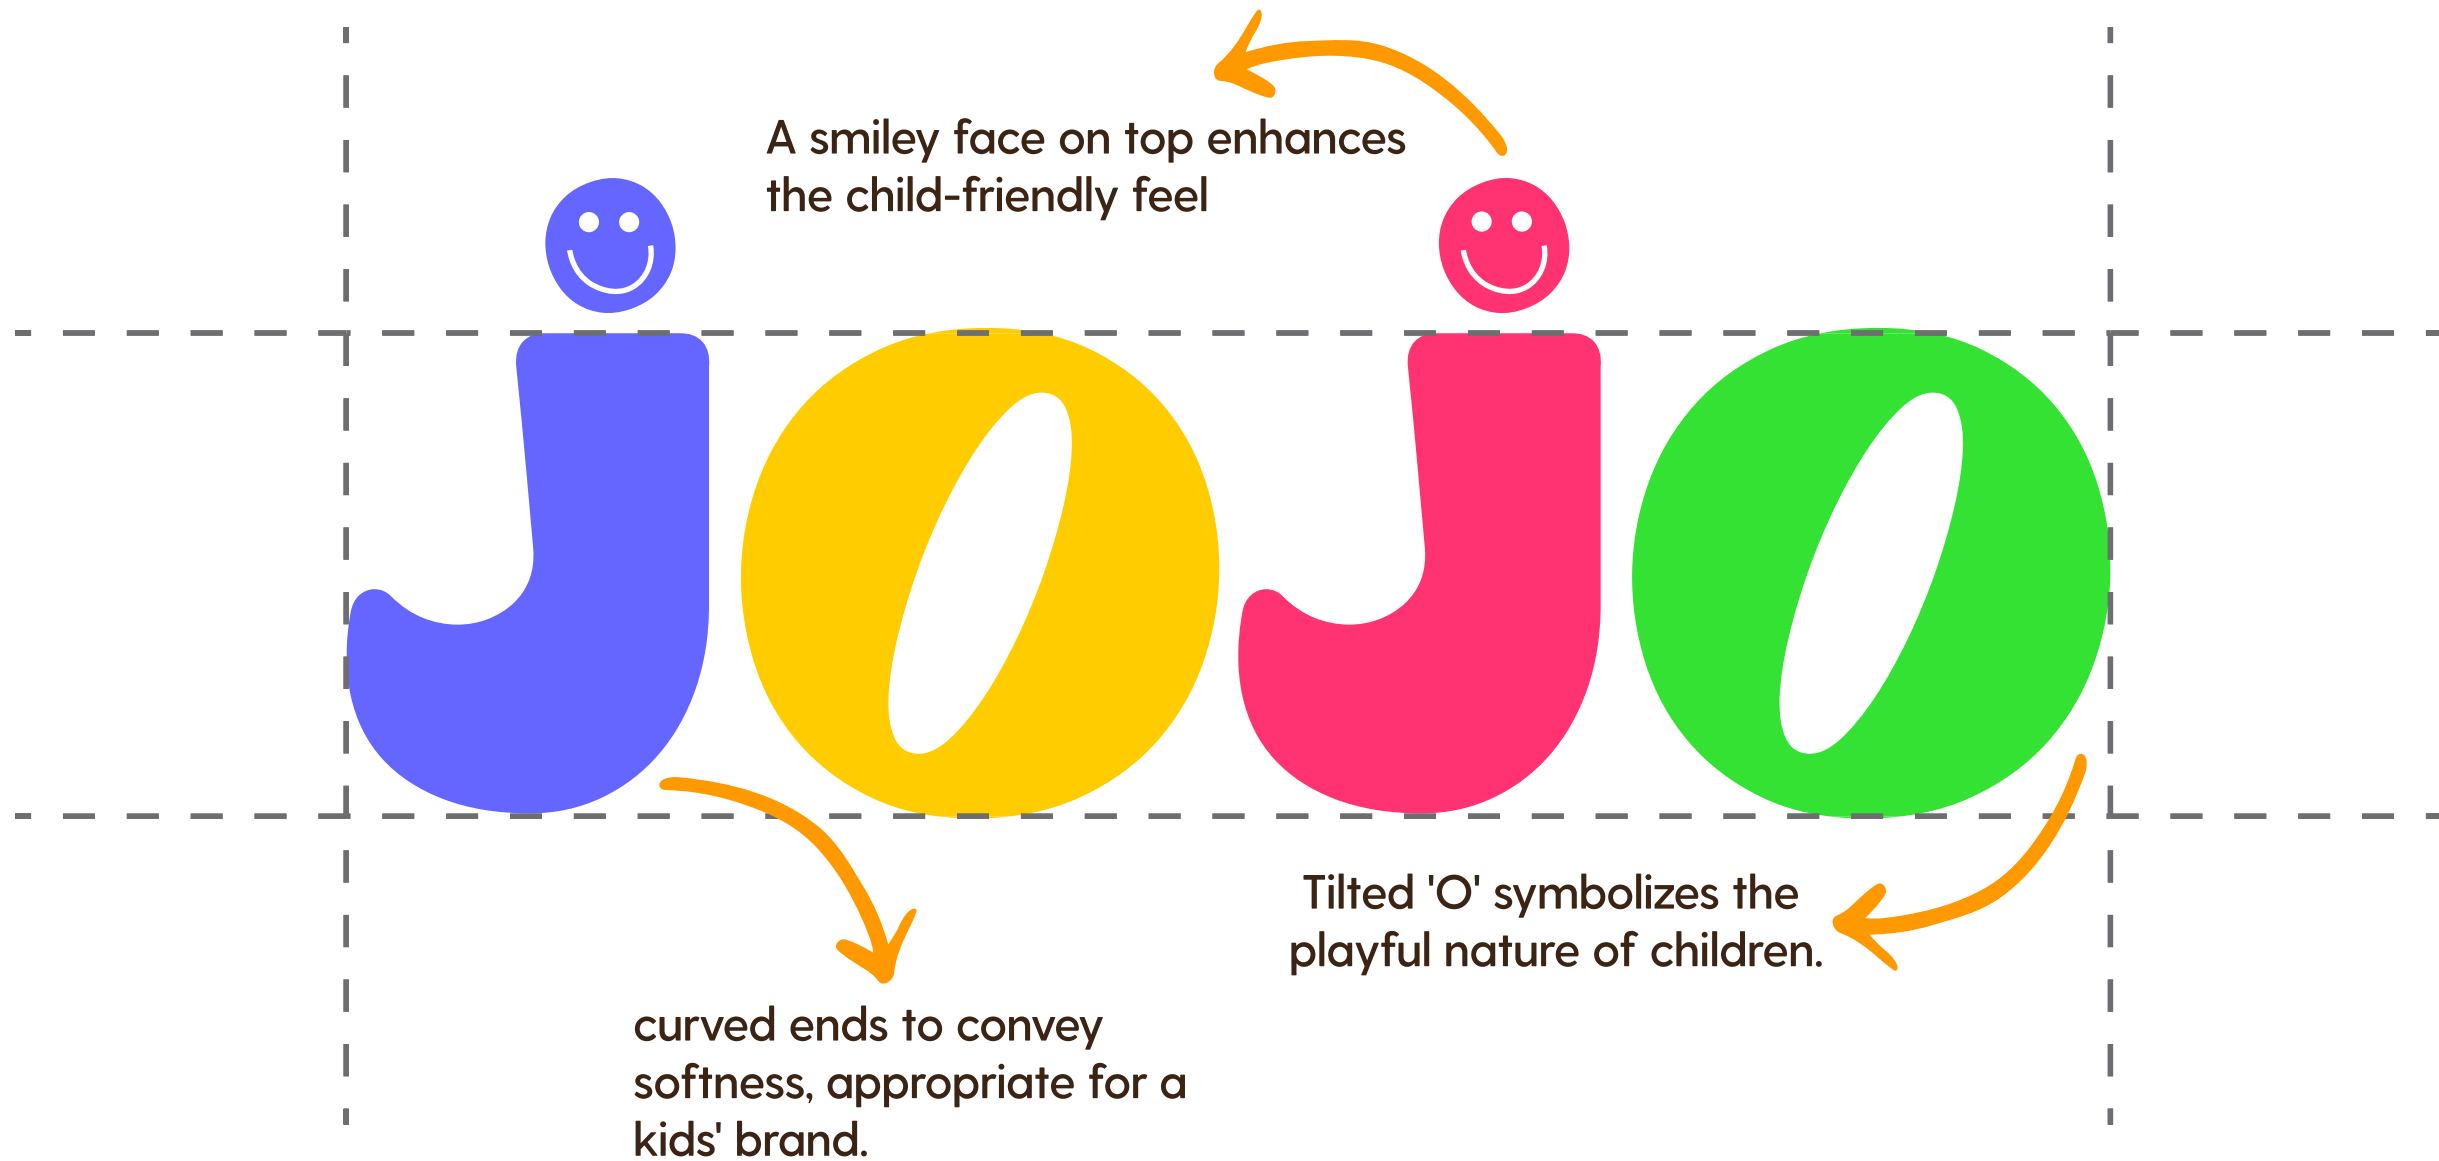 A smiley face on top enhances
the child-friendly feel
JOJO
Tilted 'O' symbolizes the
playful nature of children.
curved ends to convey
softness, appropriate for a
kids' brand.